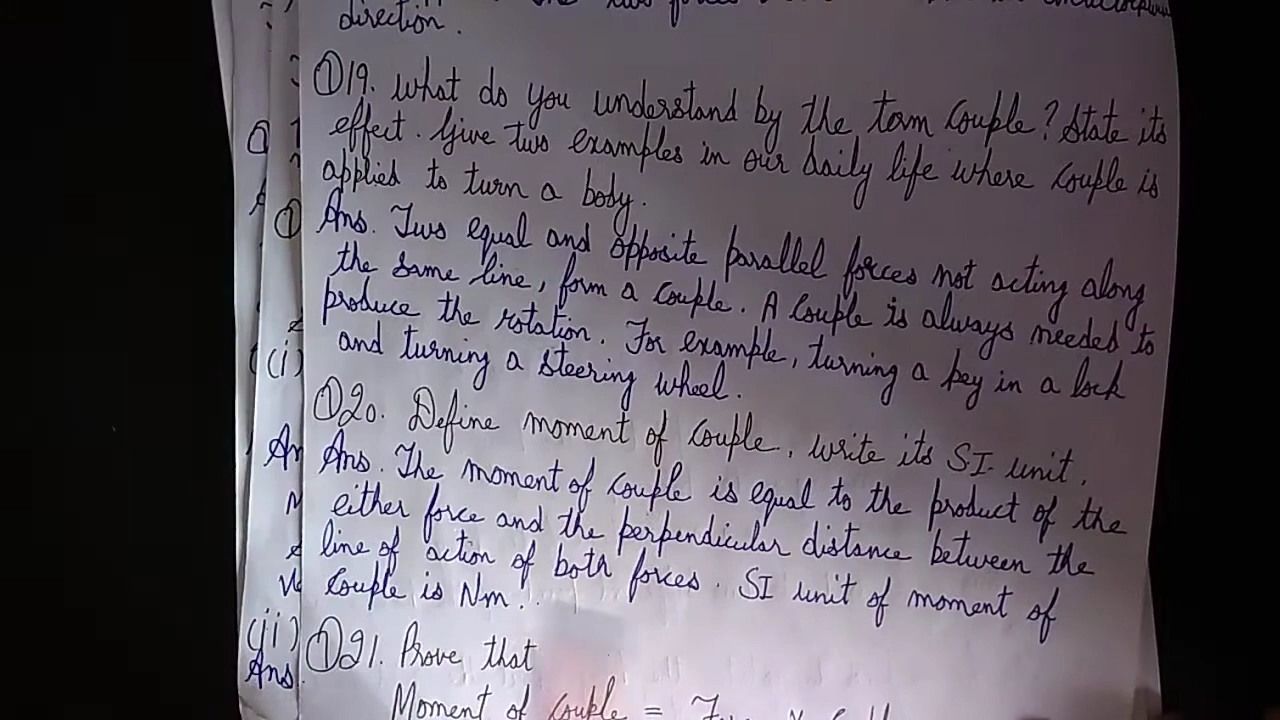 direction.
Q19. What do you understand by the term Couple? State its
effect. Give two examples in our daily life where couple is
applied to turn a body.
Ans. Two equal and opposite parallel forces not acting along
the same line, form a couple. A Couple is always needed to
produce the rotation. For example, turning a key in a lock
and turning a steering wheel.
Q20. Define moment of couple, write its SI unit.
Ans. The moment of couple is equal to the product of the
either force and the perpendicular distance between the
line of action of both forces. SI unit of moment of
Couple is Nm.
Q21. Prove that
Moment of couple =
(i)
An
(ii)
Ans.